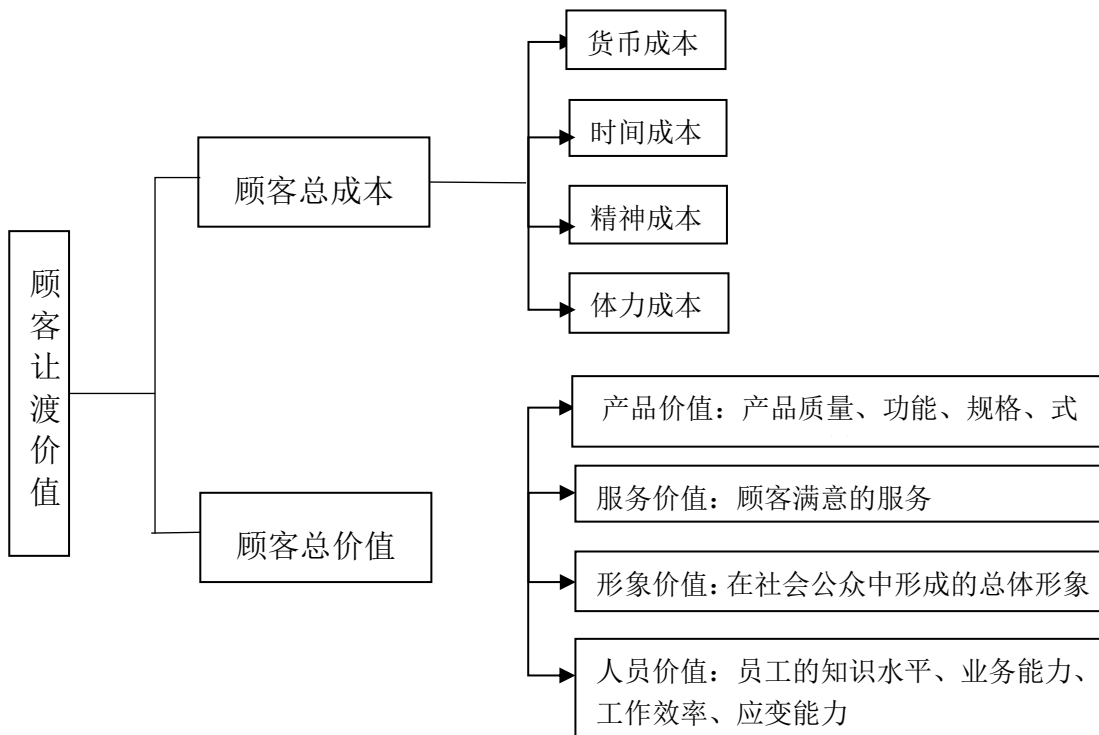 顾客让渡价值
顾客总成本
货币成本
时间成本
精神成本
体力成本
顾客总价值
产品价值：产品质量、功能、规格、式
服务价值：顾客满意的服务
形象价值：在社会公众中形成的总体形象
人员价值：员工的知识水平、业务能力、
工作效率、应变能力